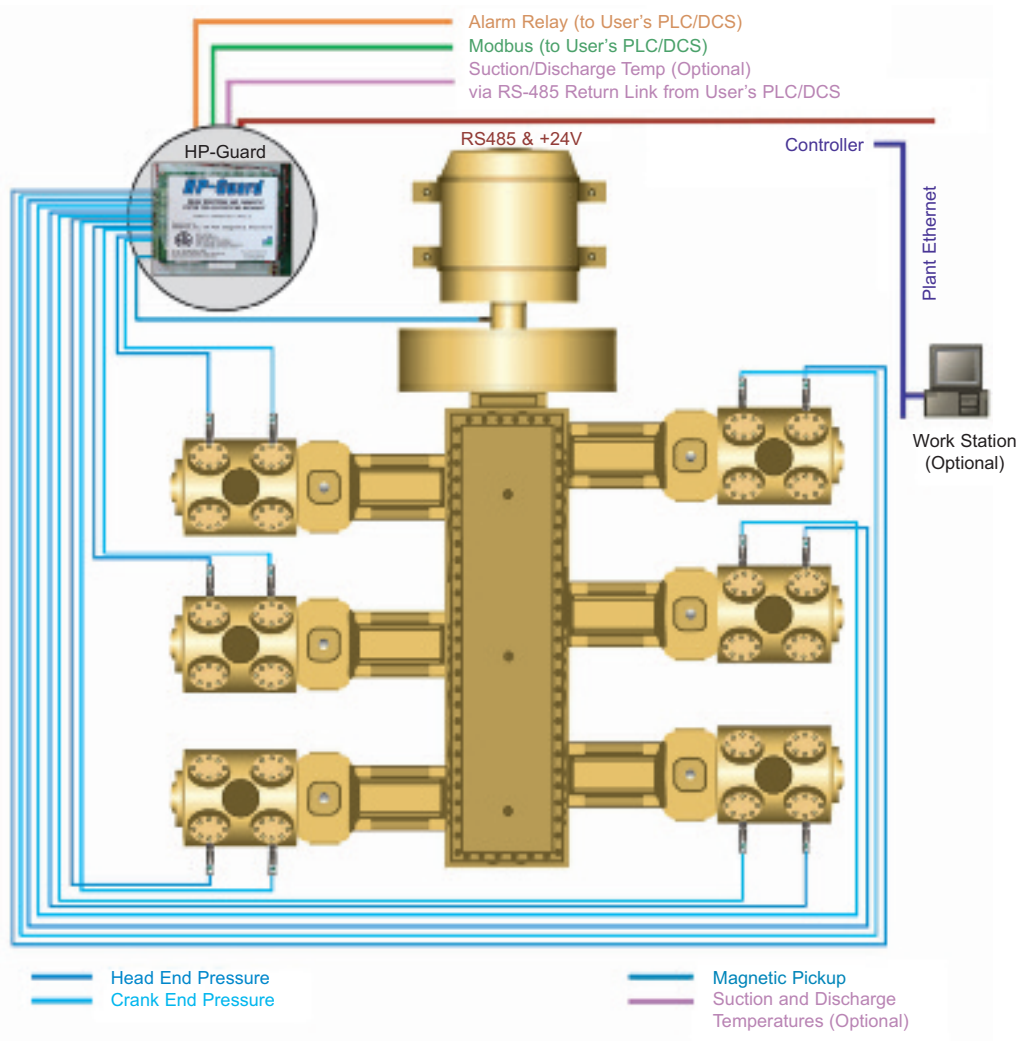 Alarm Relay (to User's PLC/DCS)
Modbus (to User's PLC/DCS)
Suction/Discharge Temp (Optional)
via RS-485 Return Link from User's PLC/DCS
RS485 & +24V
HP-Guard
HP-Guard
Controller
Plant Ethernet
Work Station
(Optional)
Head End Pressure
Crank End Pressure
Magnetic Pickup
Suction and Discharge
Temperatures (Optional)